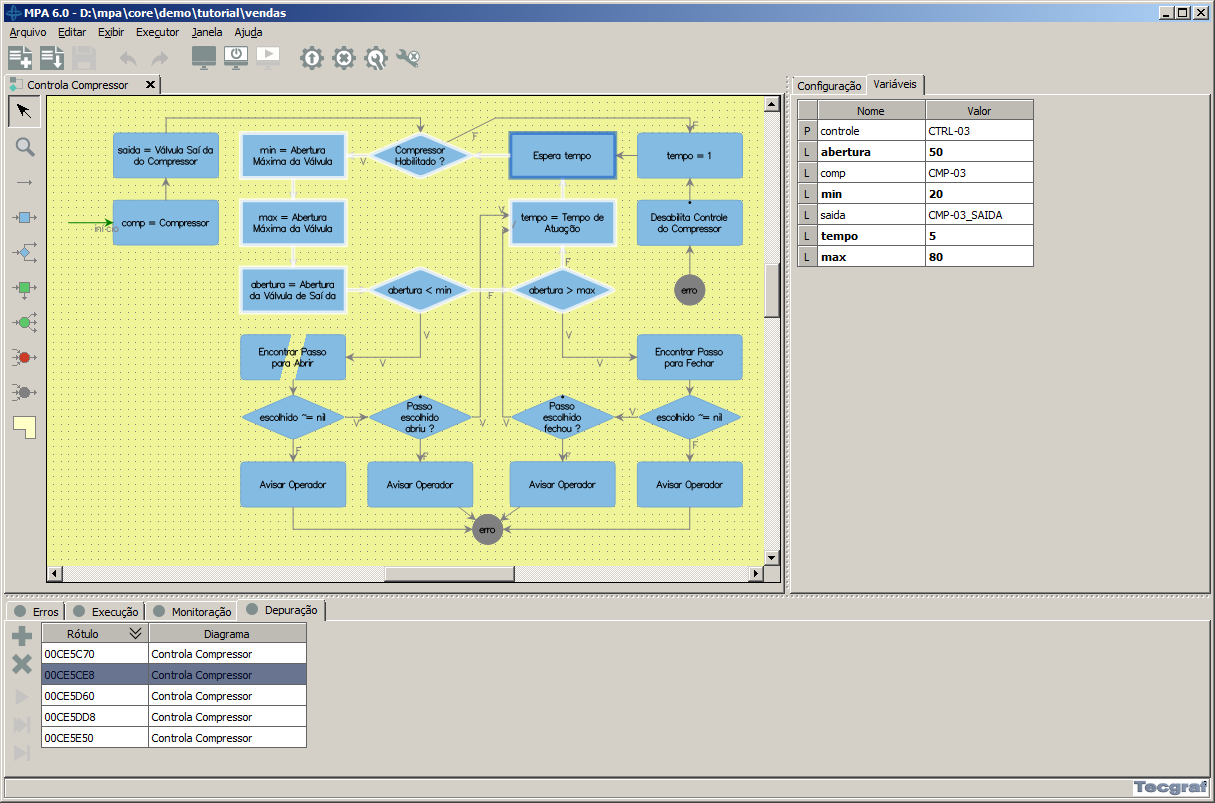 MPA 6.0 - D:\mpa\core\demo\tutorial\vendas
Arquivo Editar Exibir Executor Janela Ajuda
Controla Compressor
saida = Válvula Saída
do Compressor
min = Abertura
Máxima da Válvula
V
Compressor
Habilitado ?
F
Espera tempo
F
tempo = 1
início
comp = Compressor
max = Abertura
Máxima da Válvula
V
V
tempo = Tempo de
Atuação
Desabilita Controle
do Compressor
abertura = Abertura
da Válvula de Saída
abertura < min
F
F
abertura > max
erro
V
V
Encontrar Passo
para Abrir
V
V
Encontrar Passo
para Fechar
escolhido ~= nil
V
Passo
escolhido
abriu ?
V
V
Passo
escolhido
fechou ?
V
escolhido ~= nil
F
F
F
F
Avisar Operador
Avisar Operador
Avisar Operador
Avisar Operador
erro
Configuração Variáveis
Nome Valor
P controle CTRL-03
L abertura 50
L comp CMP-03
L min 20
L saida CMP-03_SAIDA
L tempo 5
L max 80
Erros Execução Monitoração Depuração
Rótulo Diagrama
00CE5C70 Controla Compressor
00CE5CE8 Controla Compressor
00CE5D60 Controla Compressor
00CE5DD8 Controla Compressor
00CE5E50 Controla Compressor
Tecgraf